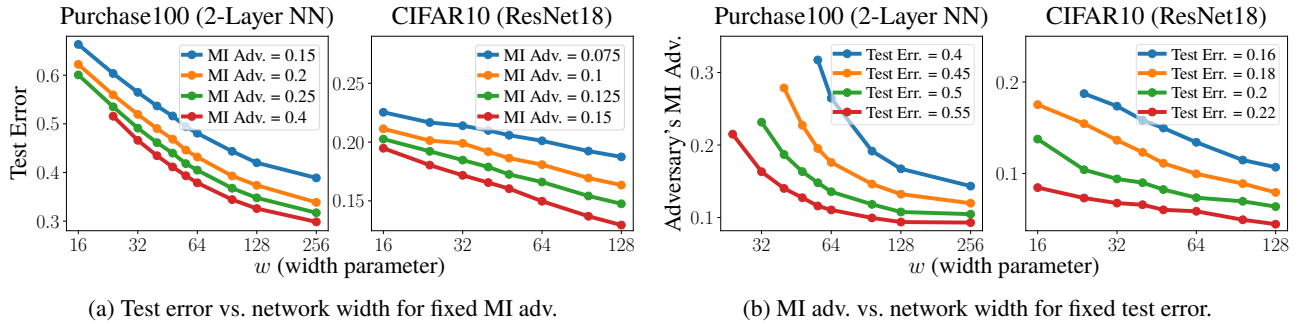 Purchase100 (2-Layer NN)
CIFAR10 (ResNet18)
Test Error
0.6
0.5
0.4
0.3
MI Adv. = 0.15
MI Adv. = 0.2
MI Adv. = 0.25
MI Adv. = 0.4
16 32 64 128 256
0.25
0.20
0.15
MI Adv. = 0.075
MI Adv. = 0.1
MI Adv. = 0.125
MI Adv. = 0.15
16 32 64 128
w (width parameter)
(a) Test error vs. network width for fixed MI adv.
Purchase100 (2-Layer NN)
CIFAR10 (ResNet18)
Adversary's MI Adv.
0.3
0.2
0.1
Test Err. = 0.4
Test Err. = 0.45
Test Err. = 0.5
Test Err. = 0.55
32 64 128 256
0.2
0.1
Test Err. = 0.16
Test Err. = 0.18
Test Err. = 0.2
Test Err. = 0.22
16 32 64 128
w (width parameter)
(b) MI adv. vs. network width for fixed test error.